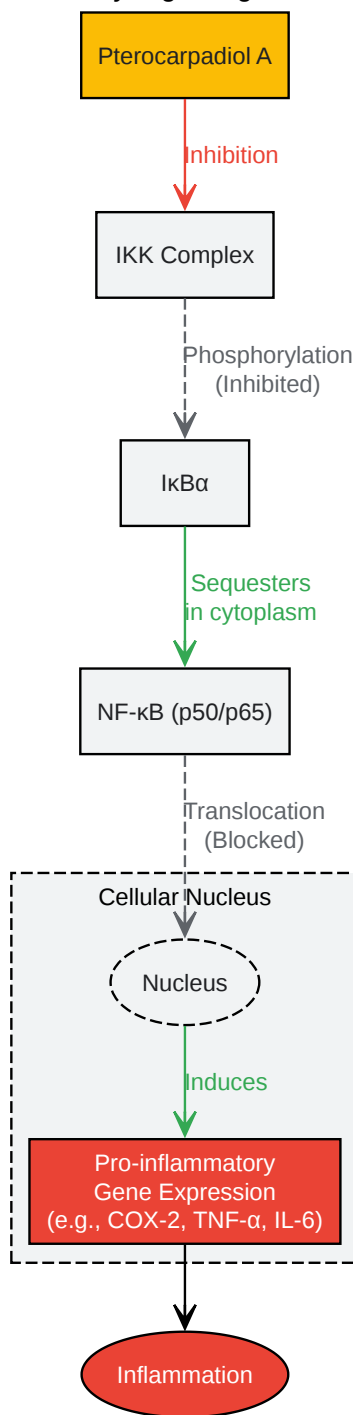 Pterocarpadiol A
Inhibition
IKK Complex
Phosphorylation
(Inhibited)
IκBα
Sequesters
in cytoplasm
NF-κB (p50/p65)
Translocation
(Blocked)
Cellular Nucleus
Nucleus
Induces
Pro-inflammatory
Gene Expression
(e.g., COX-2, TNF-α, IL-6)
Inflammation